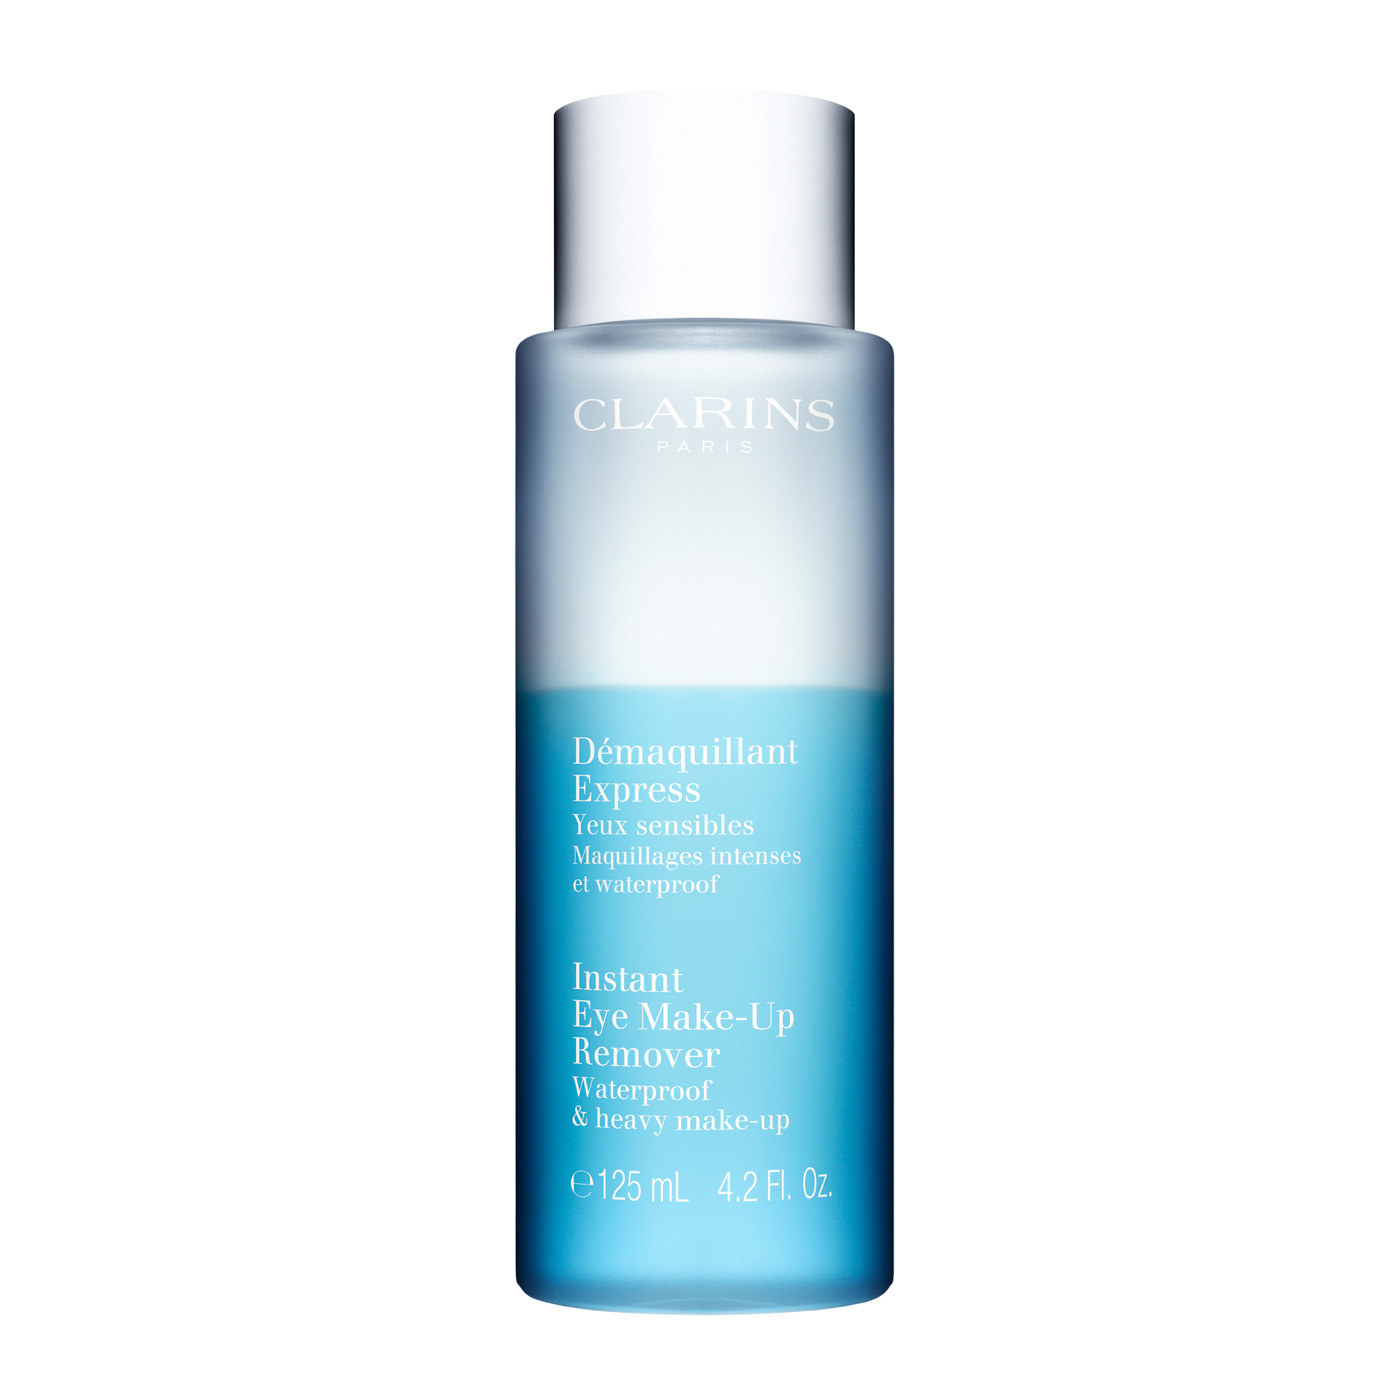 CLARINS
PARIS
Démaquillant
Express
Yeux sensibles
Maquillages intenses
et waterproof
Instant
Eye Make-Up
Remover
Waterproof
& heavy make-up
℮125 mL 4.2 Fl. Oz.